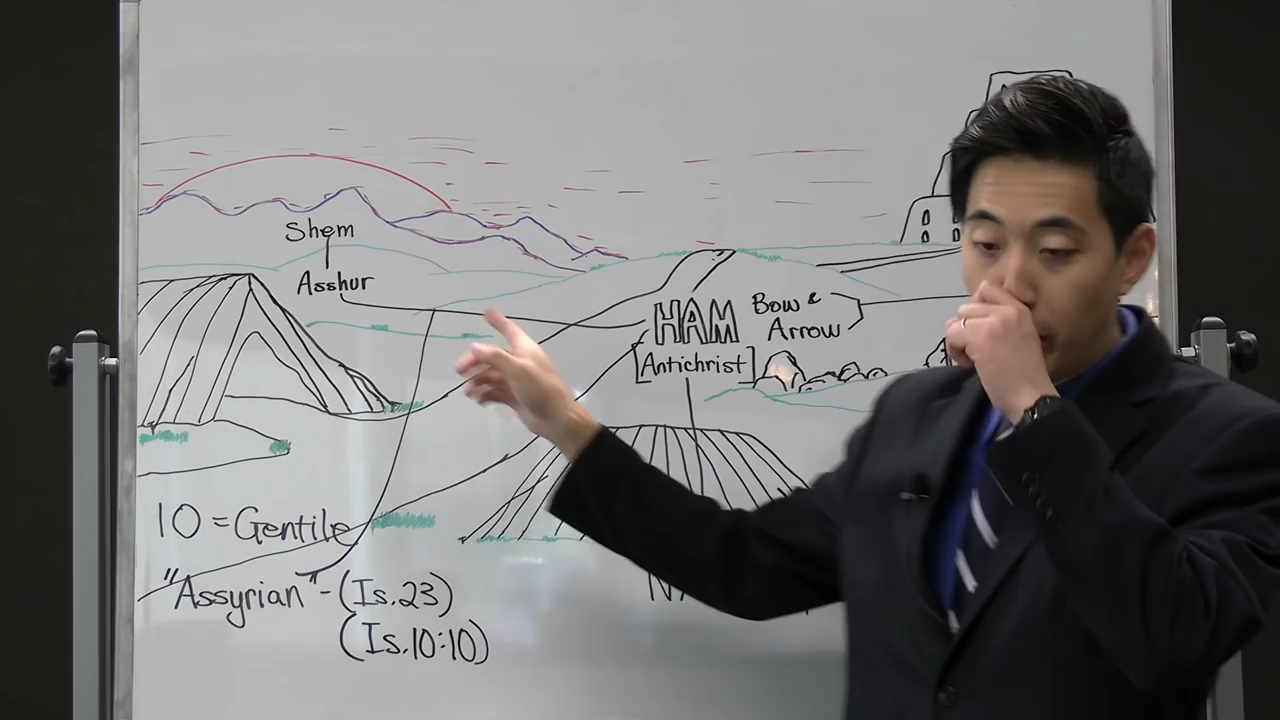 Shem
Asshur
HAM
Bow &
Arrow
[Antichrist]
10 = Gentile
"Assyrian" - (Is. 23)
(Is. 10:10)